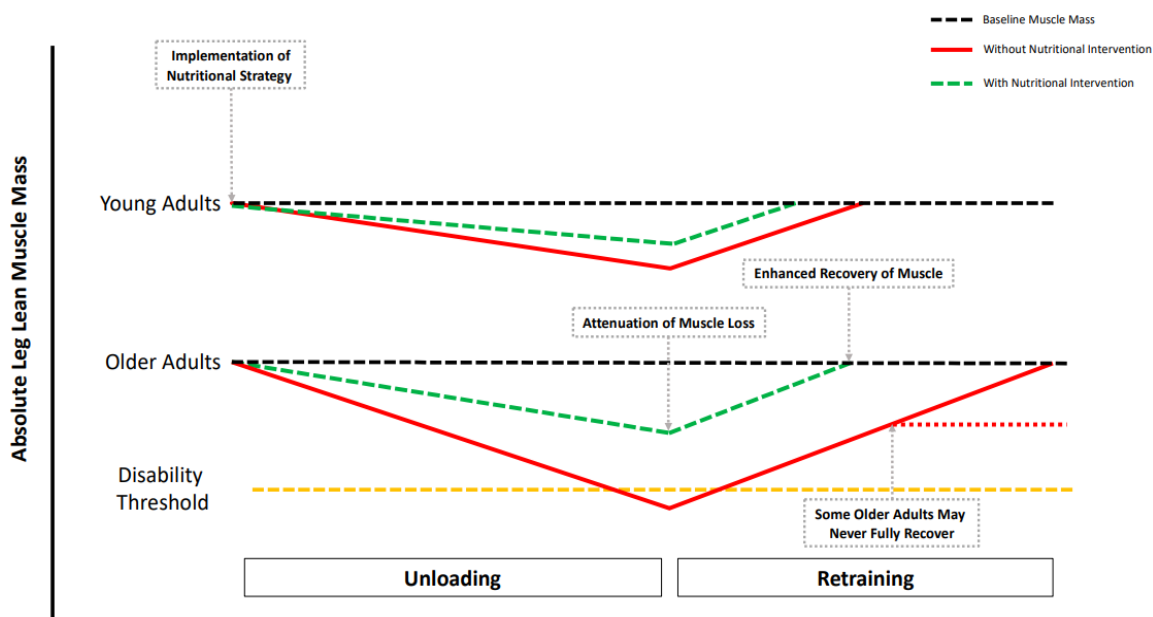 Baseline Muscle Mass
Without Nutritional Intervention
With Nutritional Intervention
Implementation of
Nutritional Strategy
Absolute Leg Lean Muscle Mass
Young Adults
Enhanced Recovery of Muscle
Attenuation of Muscle Loss
Older Adults
Disability
Threshold
Some Older Adults May
Never Fully Recover
Unloading
Retraining